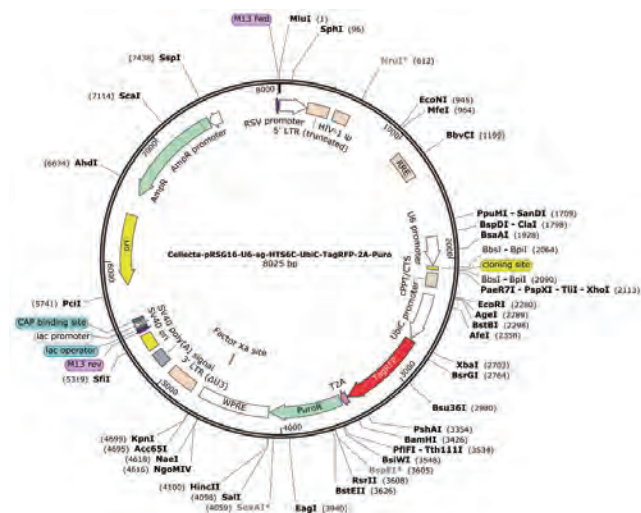 M13 fwd
MluI (1)
SphI (96)
NruI* (612)
EcoNI (945)
MfeI (964)
BbvCI (1199)
PpuMI - SanDI (1709)
BspDI - ClaI (1798)
BsaAI (1928)
BbsI - BpiI (2064)
cloning site
BbsI - BpiI (2090)
PaeR7I - PspXI - TliI - XhoI (2113)
EcoRI (2280)
AgeI (2289)
BstBI (2298)
AfeI (2358)
XbaI (2703)
BsrGI (2764)
Bsu36I (2980)
PshAI (3354)
BamHI (3426)
PflFI - Tth111I (3534)
BsiWI (3548)
BspEI* (3605)
RsrII (3608)
BstEII (3626)
EagI (3940)
(4059) SexAI*
(4098) SalI
(4100) HincII
(4616) NgoMIV
(4618) NaeI
(4695) Acc65I
(4699) KpnI
(5319) SfiI
M13 rev
lac operator
lac promoter
CAP binding site
(5741) PciI
(6634) AhdI
(7114) ScaI
(7438) SspI
8000
1000
2000
3000
4000
5000
6000
7000
RSV promoter
5' LTR (truncated)
HIV-1 Ψ
RRE
U6 promoter
cPPT/CTS
UbiC promoter
TagRFP
T2A
PuroR
WPRE
3' LTR (ΔU3)
SV40 poly(A) signal
SV40 ori
Factor Xa site
ori
AmpR
AmpR promoter
Cellecta-pRSG16-U6-sg-HTS6C-UbiC-TagRFP-2A-Puro
8025 bp